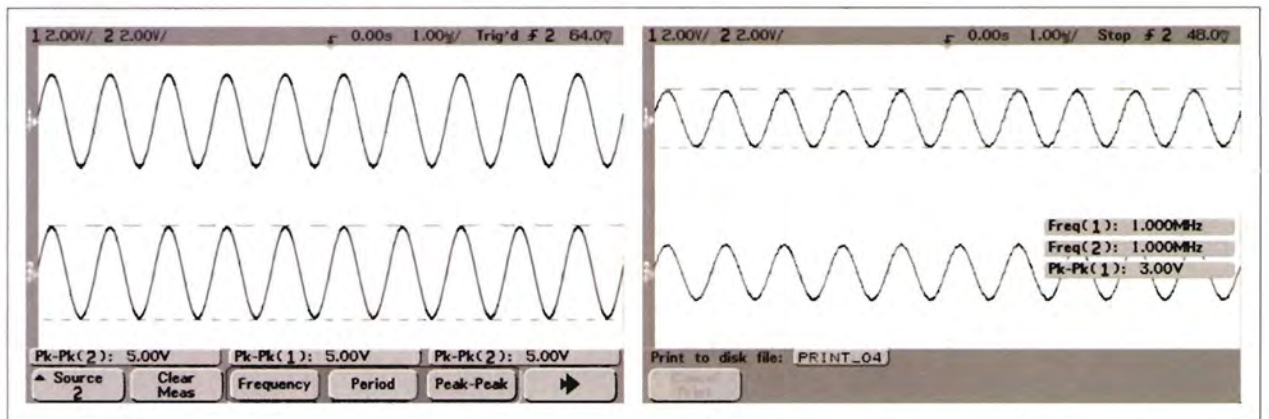 1 2.00V/ 2 2.00V/ 0.00s 1.00㎲/ Trig'd 2 64.0▽
Pk-Pk(2): 5.00V Pk-Pk(1): 5.00V Pk-Pk(2): 5.00V
Source 2 Clear Meas Frequency Period Peak-Peak
1 2.00V/ 2 2.00V/ 0.00s 1.00㎲/ Stop 2 48.0▽
Freq(1): 1.000MHz
Freq(2): 1.000MHz
Pk-Pk(1): 3.00V
Print to disk file: PRINT_04